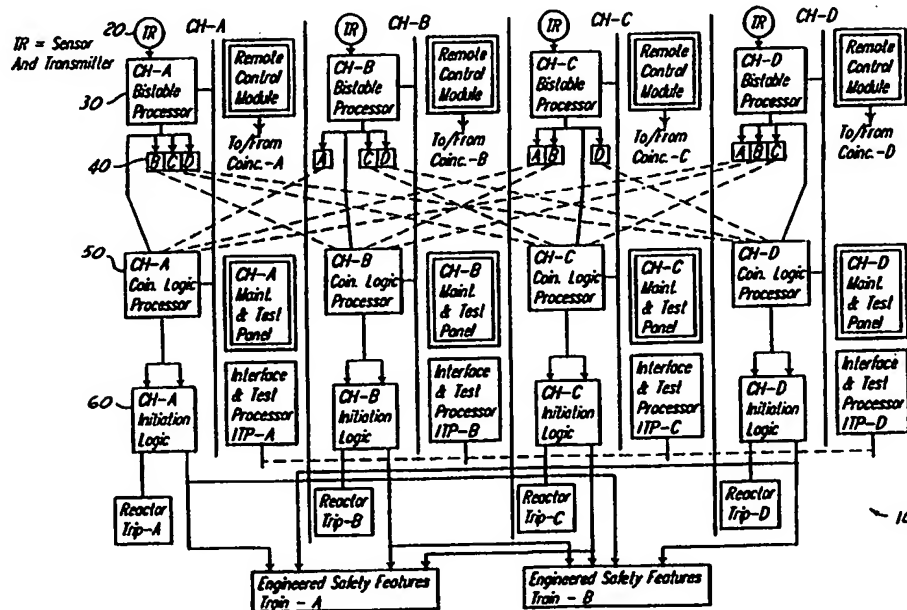 20
TR
CH-A
CH-B
CH-C
CH-D
TR = Sensor
And Transmitter
TR
TR
TR
CH-A
Bistable
Processor
30
Remote
Control
Module
CH-B
Bistable
Processor
Remote
Control
Module
CH-C
Bistable
Processor
Remote
Control
Module
CH-D
Bistable
Processor
Remote
Control
Module
To/From
Coinc.-A
To/From
Coinc.-B
To/From
Coinc.-C
To/From
Coinc.-D
40
B C D
A
C D
A B
D
A B C
50
CH-A
Coin. Logic
Processor
CH-A
Maint.
& Test
Panel
CH-B
Coin. Logic
Processor
CH-B
Maint.
& Test
Panel
CH-C
Coin. Logic
Processor
CH-C
Maint.
& Test
Panel
CH-D
Coin. Logic
Processor
CH-D
Maint.
& Test
Panel
60
CH-A
Initiation
Logic
Interface
& Test
Processor
ITP-A
CH-B
Initiation
Logic
Interface
& Test
Processor
ITP-B
CH-C
Initiation
Logic
Interface
& Test
Processor
ITP-C
CH-D
Initiation
Logic
Interface
& Test
Processor
ITP-D
Reactor
Trip-A
Reactor
Trip-B
Reactor
Trip-C
Reactor
Trip-D
Engineered Safety Features
Train - A
Engineered Safety Features
Train - B